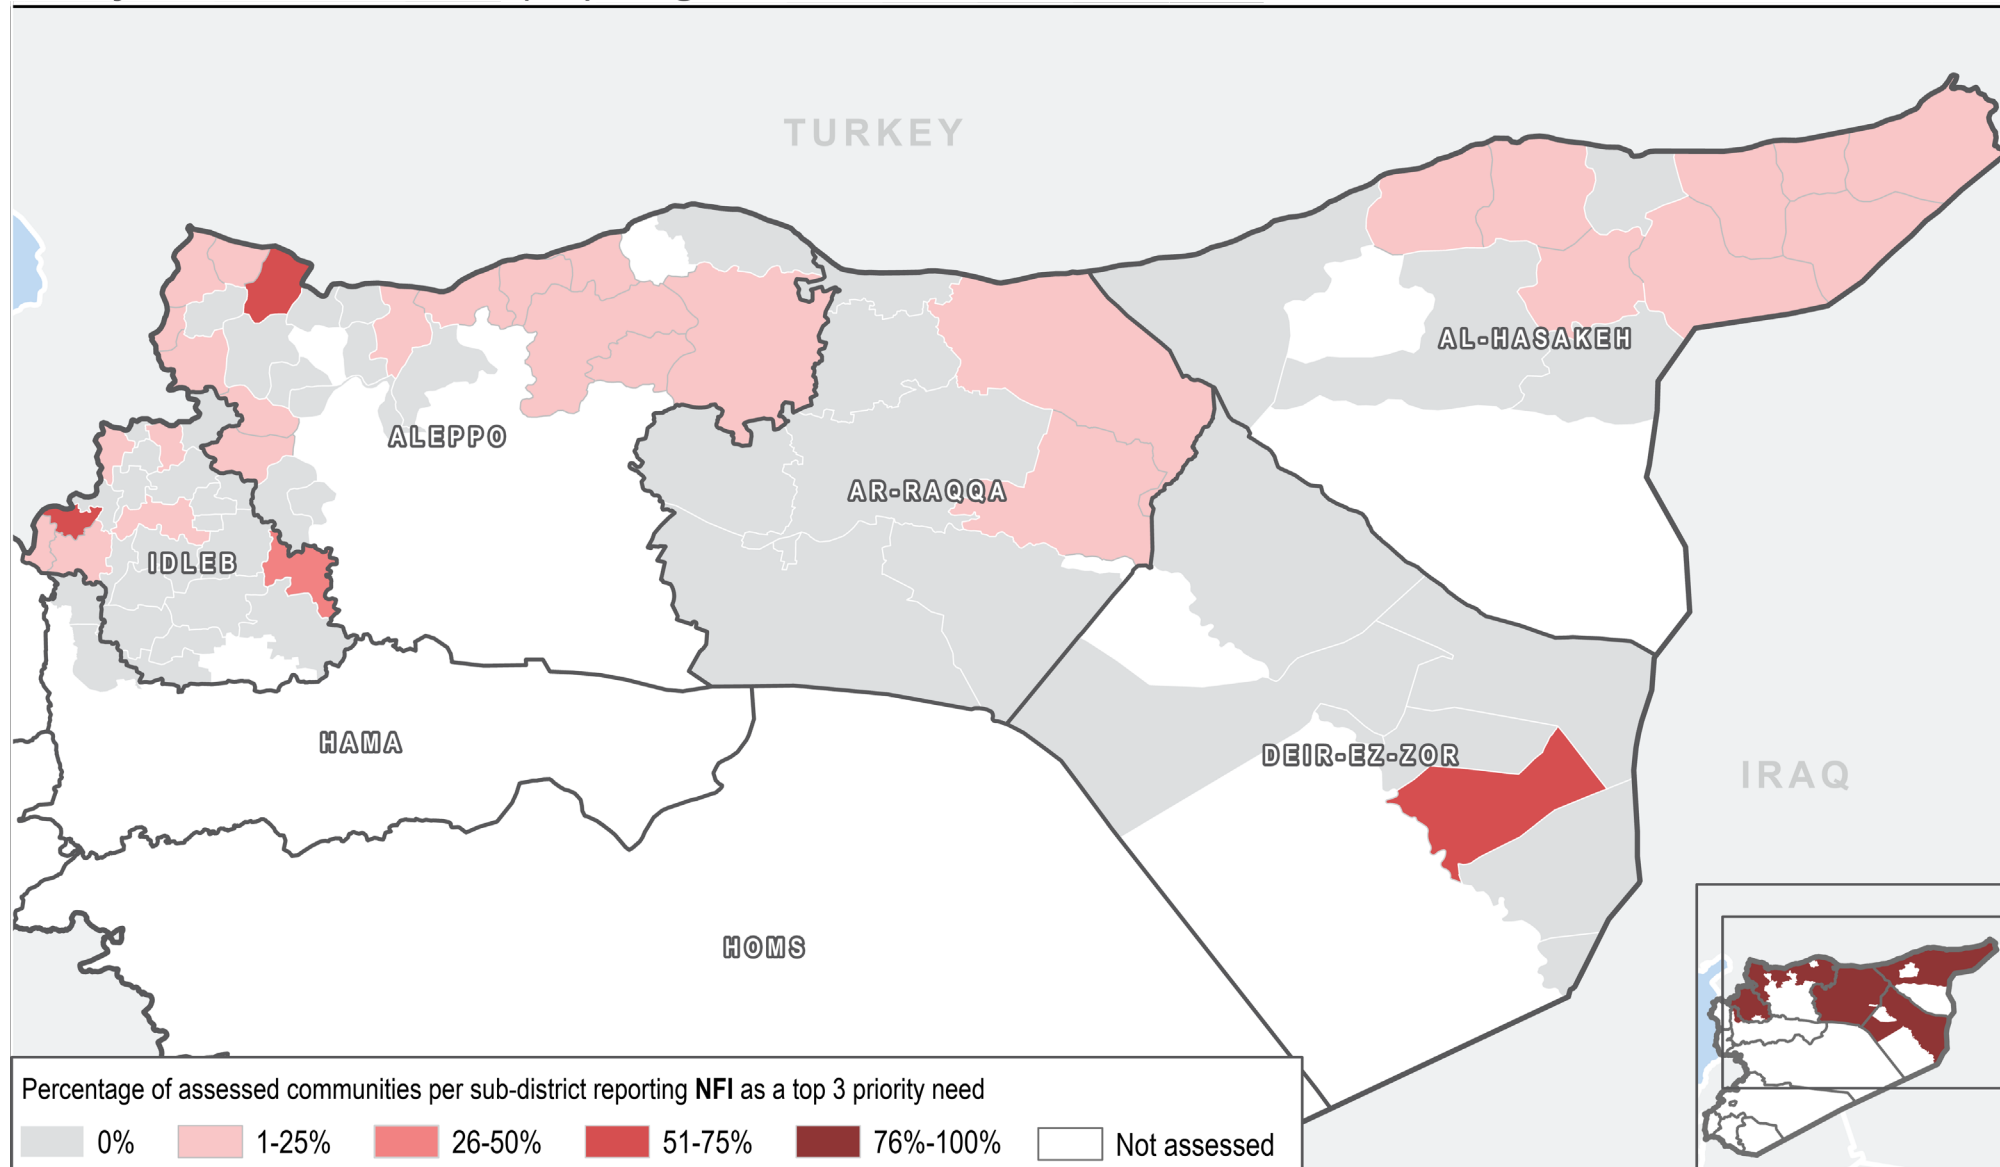 TURKEY
AL-HASAKEH
ALEPPO
AR-RAQQA
IDLEB
HAMA
DEIR-EZ-ZOR
IRAQ
HOMS
Percentage of assessed communities per sub-district reporting NFI as a top 3 priority need
0%
1-25%
26-50%
51-75%
76%-100%
Not assessed